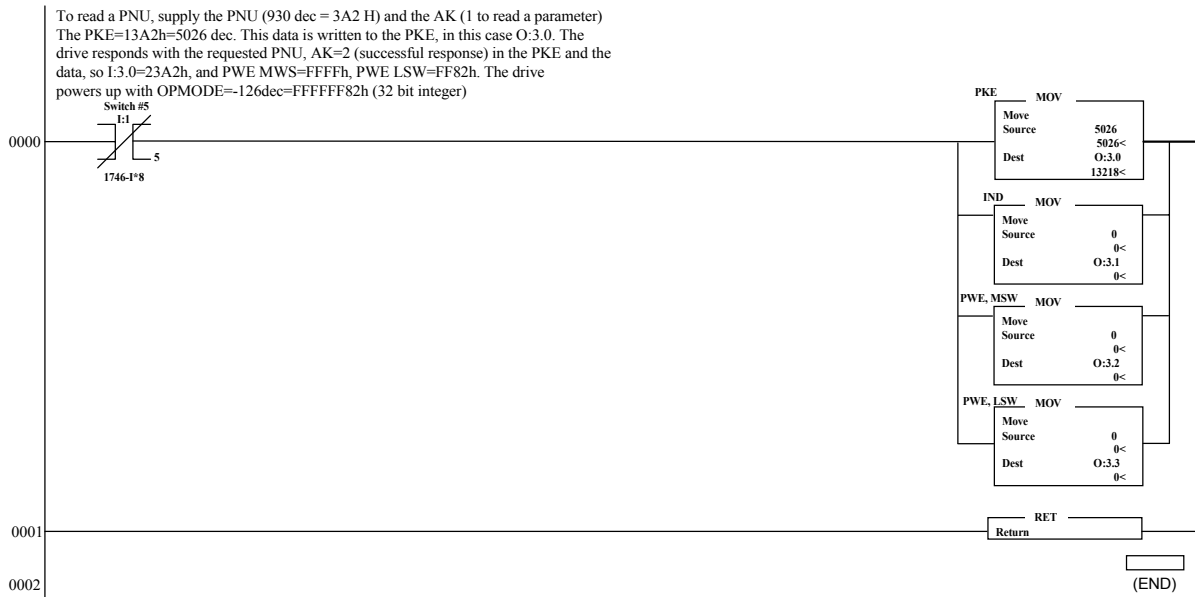 To read a PNU, supply the PNU (930 dec = 3A2 H) and the AK (1 to read a parameter)
The PKE=13A2h=5026 dec. This data is written to the PKE, in this case O:3.0. The
drive responds with the requested PNU, AK=2 (successful response) in the PKE and the
data, so I:3.0=23A2h, and PWE MWS=FFFFh, PWE LSW=FF82h. The drive
powers up with OPMODE=-126dec=FFFFFF82h (32 bit integer)
Switch #5
I:1
0000
5
1746-I*8
PKE
MOV
Move
Source 5026
5026<
Dest O:3.0
13218<
IND
MOV
Move
Source 0
0<
Dest O:3.1
0<
PWE, MSW
MOV
Move
Source 0
0<
Dest O:3.2
0<
PWE, LSW
MOV
Move
Source 0
0<
Dest O:3.3
0<
0001
RET
Return
0002
(END)